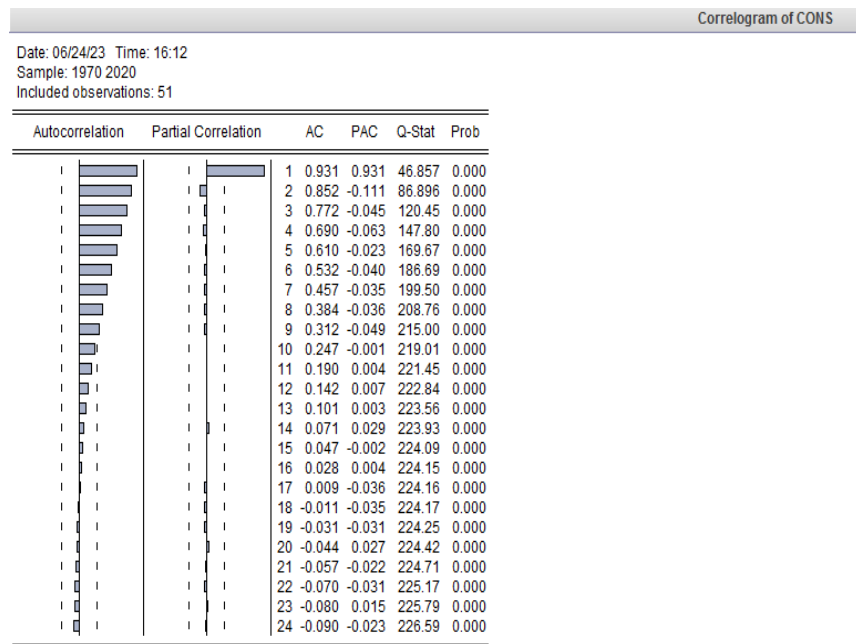 Correlogram of CONS
Date: 06/24/23 Time: 16:12
Sample: 1970 2020
Included observations: 51
Autocorrelation Partial Correlation AC PAC Q-Stat Prob
1 0.931 0.931 46.857 0.000
2 0.852 -0.111 86.896 0.000
3 0.772 -0.045 120.45 0.000
4 0.690 -0.063 147.80 0.000
5 0.610 -0.023 169.67 0.000
6 0.532 -0.040 186.69 0.000
7 0.457 -0.035 199.50 0.000
8 0.384 -0.036 208.76 0.000
9 0.312 -0.049 215.00 0.000
10 0.247 -0.001 219.01 0.000
11 0.190 0.004 221.45 0.000
12 0.142 0.007 222.84 0.000
13 0.101 0.003 223.56 0.000
14 0.071 0.029 223.93 0.000
15 0.047 -0.002 224.09 0.000
16 0.028 0.004 224.15 0.000
17 0.009 -0.036 224.16 0.000
18 -0.011 -0.035 224.17 0.000
19 -0.031 -0.031 224.25 0.000
20 -0.044 0.027 224.42 0.000
21 -0.057 -0.022 224.71 0.000
22 -0.070 -0.031 225.17 0.000
23 -0.080 0.015 225.79 0.000
24 -0.090 -0.023 226.59 0.000